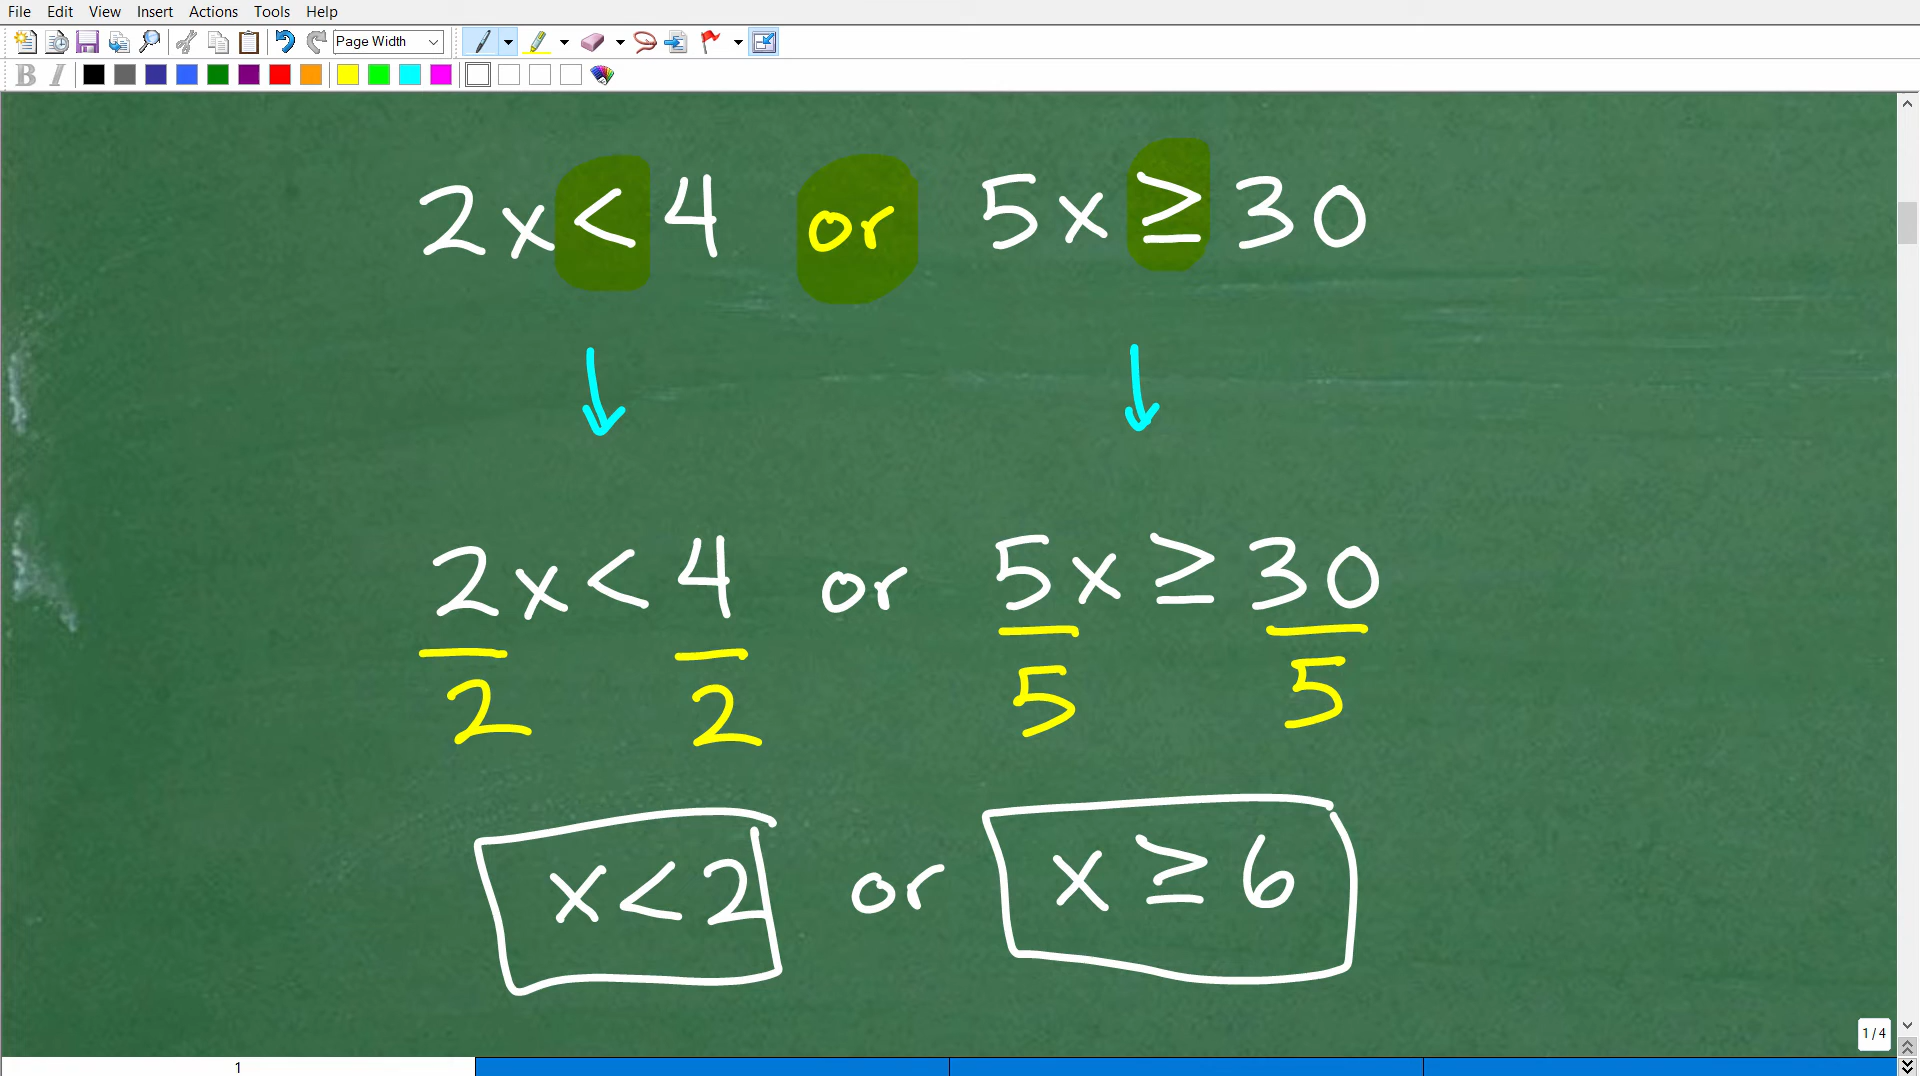 File Edit View Insert Actions Tools Help
Page Width
B I
2x < 4 or 5x ≥ 30
2x < 4 or 5x ≥ 30
2 2 5 5
x < 2 or x ≥ 6
1 / 4
1